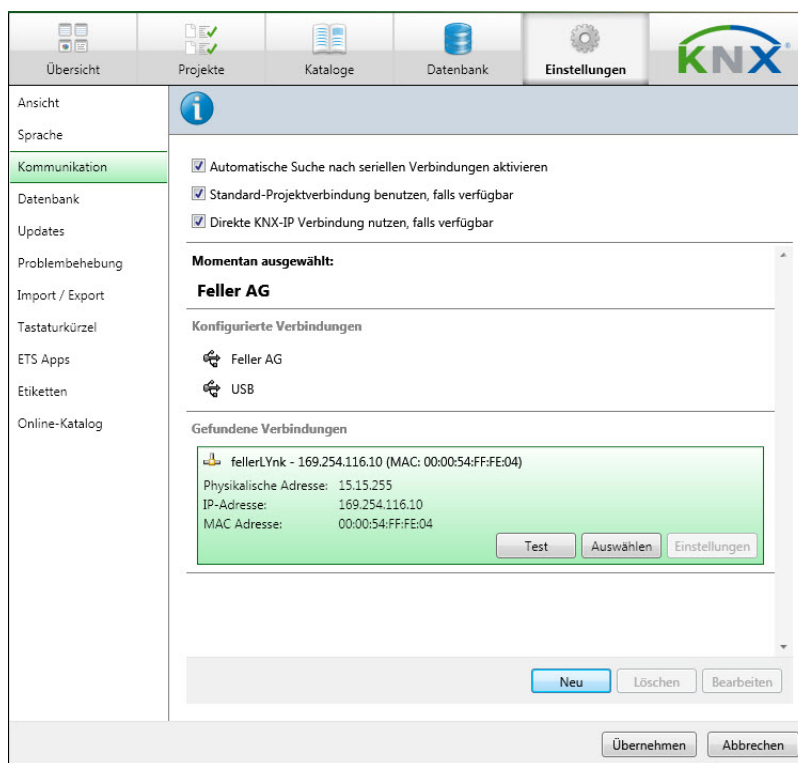 Übersicht
Projekte
Kataloge
Datenbank
Einstellungen
KNX®
Ansicht
Sprache
Kommunikation
Datenbank
Updates
Problembehebung
Import / Export
Tastaturkürzel
ETS Apps
Etiketten
Online-Katalog
Automatische Suche nach seriellen Verbindungen aktivieren
Standard-Projektverbindung benutzen, falls verfügbar
Direkte KNX-IP Verbindung nutzen, falls verfügbar
Momentan ausgewählt:
Feller AG
Konfigurierte Verbindungen
Feller AG
USB
Gefundene Verbindungen
fellerLYnk - 169.254.116.10 (MAC: 00:00:54:FF:FE:04)
Physikalische Adresse: 15.15.255
IP-Adresse: 169.254.116.10
MAC Adresse: 00:00:54:FF:FE:04
Test Auswählen Einstellungen
Neu Löschen Bearbeiten
Übernehmen Abbrechen